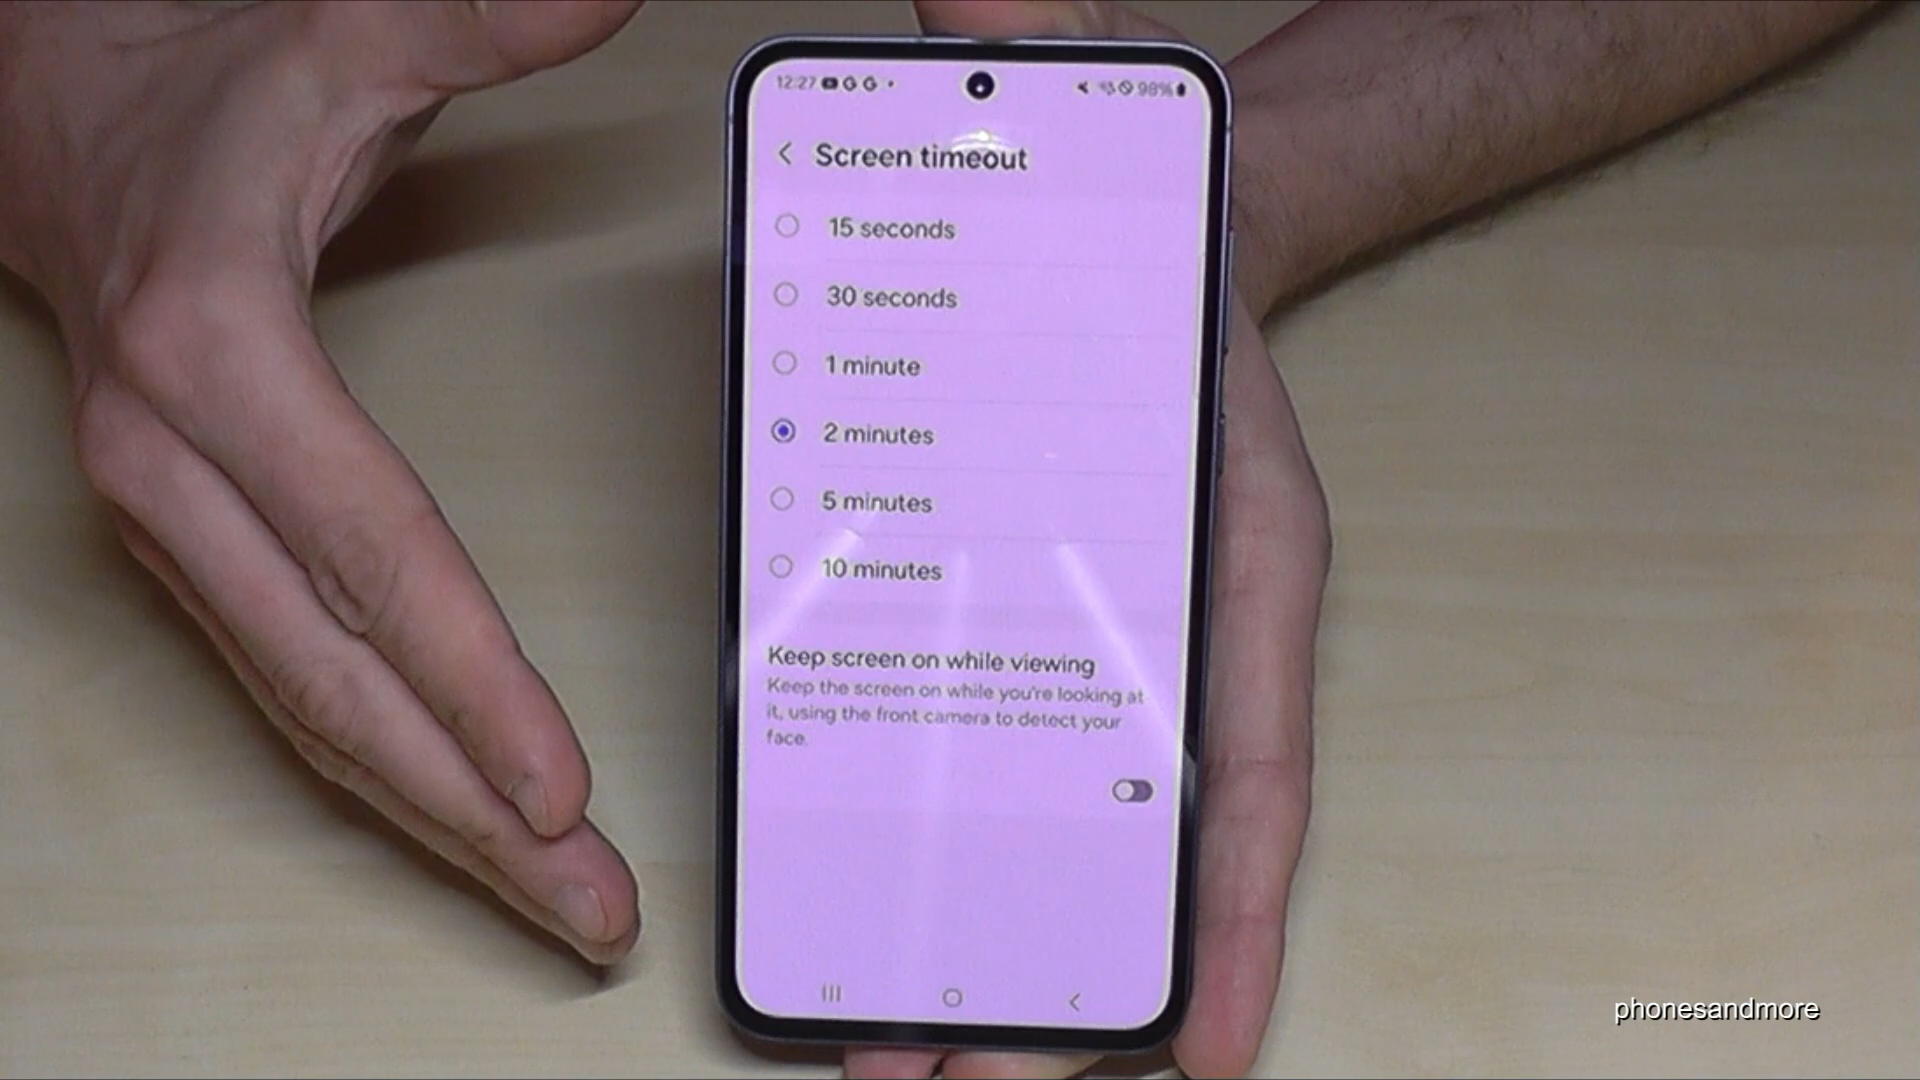 12:27 G G 98%
Screen timeout
15 seconds
30 seconds
1 minute
2 minutes
5 minutes
10 minutes
Keep screen on while viewing
Keep the screen on while you're looking at
it, using the front camera to detect your
face.
phonesandmore